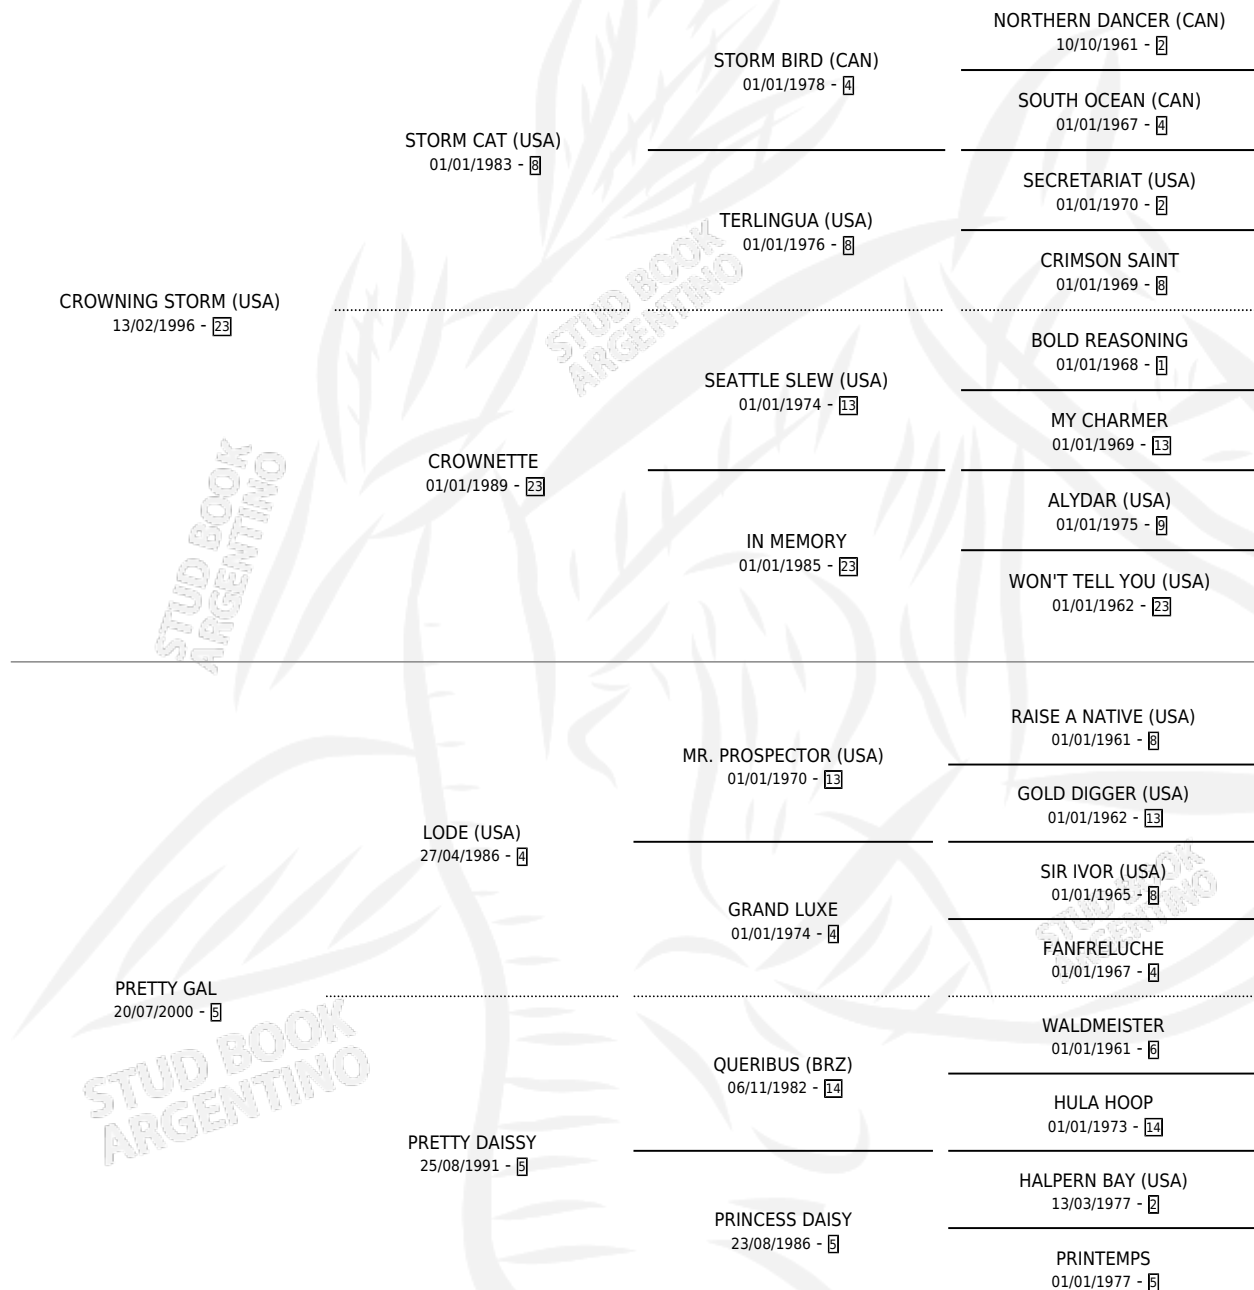 NORTHERN DANCER (CAN)
10/10/1961 - 2
STORM BIRD (CAN)
01/01/1978 - 4
SOUTH OCEAN (CAN)
01/01/1967 - 4
STORM CAT (USA)
01/01/1983 - 8
SECRETARIAT (USA)
01/01/1970 - 2
TERLINGUA (USA)
01/01/1976 - 8
CRIMSON SAINT
01/01/1969 - 8
CROWNING STORM (USA)
13/02/1996 - 23
BOLD REASONING
01/01/1968 - 1
SEATTLE SLEW (USA)
01/01/1974 - 13
MY CHARMER
01/01/1969 - 13
CROWNETTE
01/01/1989 - 23
ALYDAR (USA)
01/01/1975 - 9
IN MEMORY
01/01/1985 - 23
WON'T TELL YOU (USA)
01/01/1962 - 23
RAISE A NATIVE (USA)
01/01/1961 - 8
MR. PROSPECTOR (USA)
01/01/1970 - 13
GOLD DIGGER (USA)
01/01/1962 - 13
LODE (USA)
27/04/1986 - 4
SIR IVOR (USA)
01/01/1965 - 8
GRAND LUXE
01/01/1974 - 4
FANFRELUCHE
01/01/1967 - 4
PRETTY GAL
20/07/2000 - 5
WALDMEISTER
01/01/1961 - 6
QUERIBUS (BRZ)
06/11/1982 - 14
HULA HOOP
01/01/1973 - 14
PRETTY DAISSY
25/08/1991 - 5
HALPERN BAY (USA)
13/03/1977 - 2
PRINCESS DAISY
23/08/1986 - 5
PRINTEMPS
01/01/1977 - 5
STUD BOOK
ARGENTINO
STUD BOOK
ARGENTINO
STUD BOOK
ARGENTINO
STUD BOOK
ARGENTINO